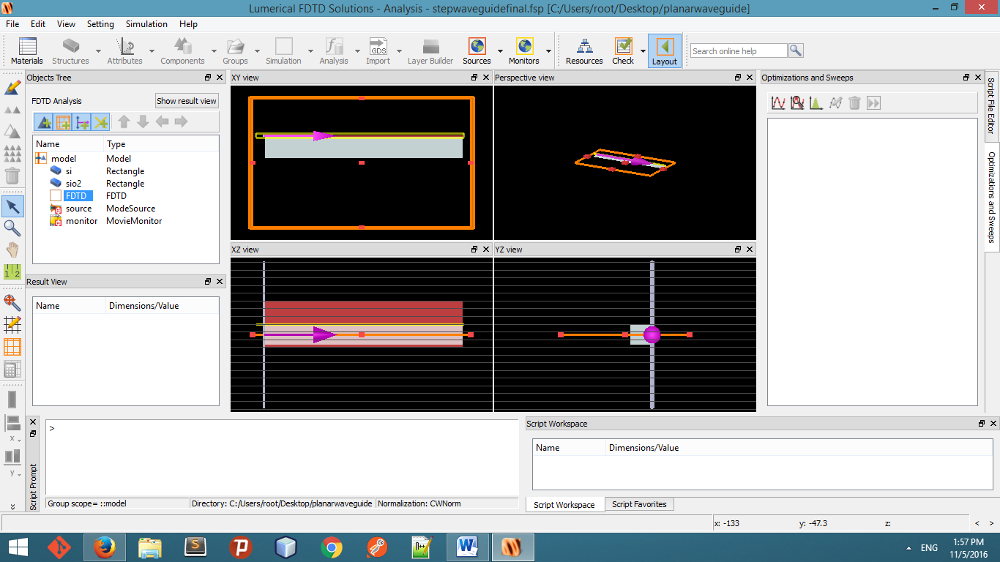 Lumerical FDTD Solutions - Analysis - stepwaveguidefinal.fsp [C:/Users/root/Desktop/planarwaveguide]
File Edit View Setting Simulation Help
GDS
Materials Structures Attributes Components Groups Simulation Analysis Import Layer Builder Sources Monitors Resources Check Layout Search online help
Objects Tree
XY view
Perspective view
Optimizations and Sweeps
Script File Editor
Optimizations and Sweeps
FDTD Analysis
Show result view
Name Type
model Model
si Rectangle
sio2 Rectangle
FDTD FDTD
source ModeSource
monitor MovieMonitor
XZ view
YZ view
Result View
Name Dimensions/Value
1 2
x
y
Script Prompt
>
Group scope= ::model
Directory: C:/Users/root/Desktop/planarwaveguide
Normalization: CWNorm
Script Workspace
Name Dimensions/Value
Script Workspace
Script Favorites
x: -133 y: -47.3 z: < >
S
P
N++
W
ENG
1:57 PM
11/5/2016